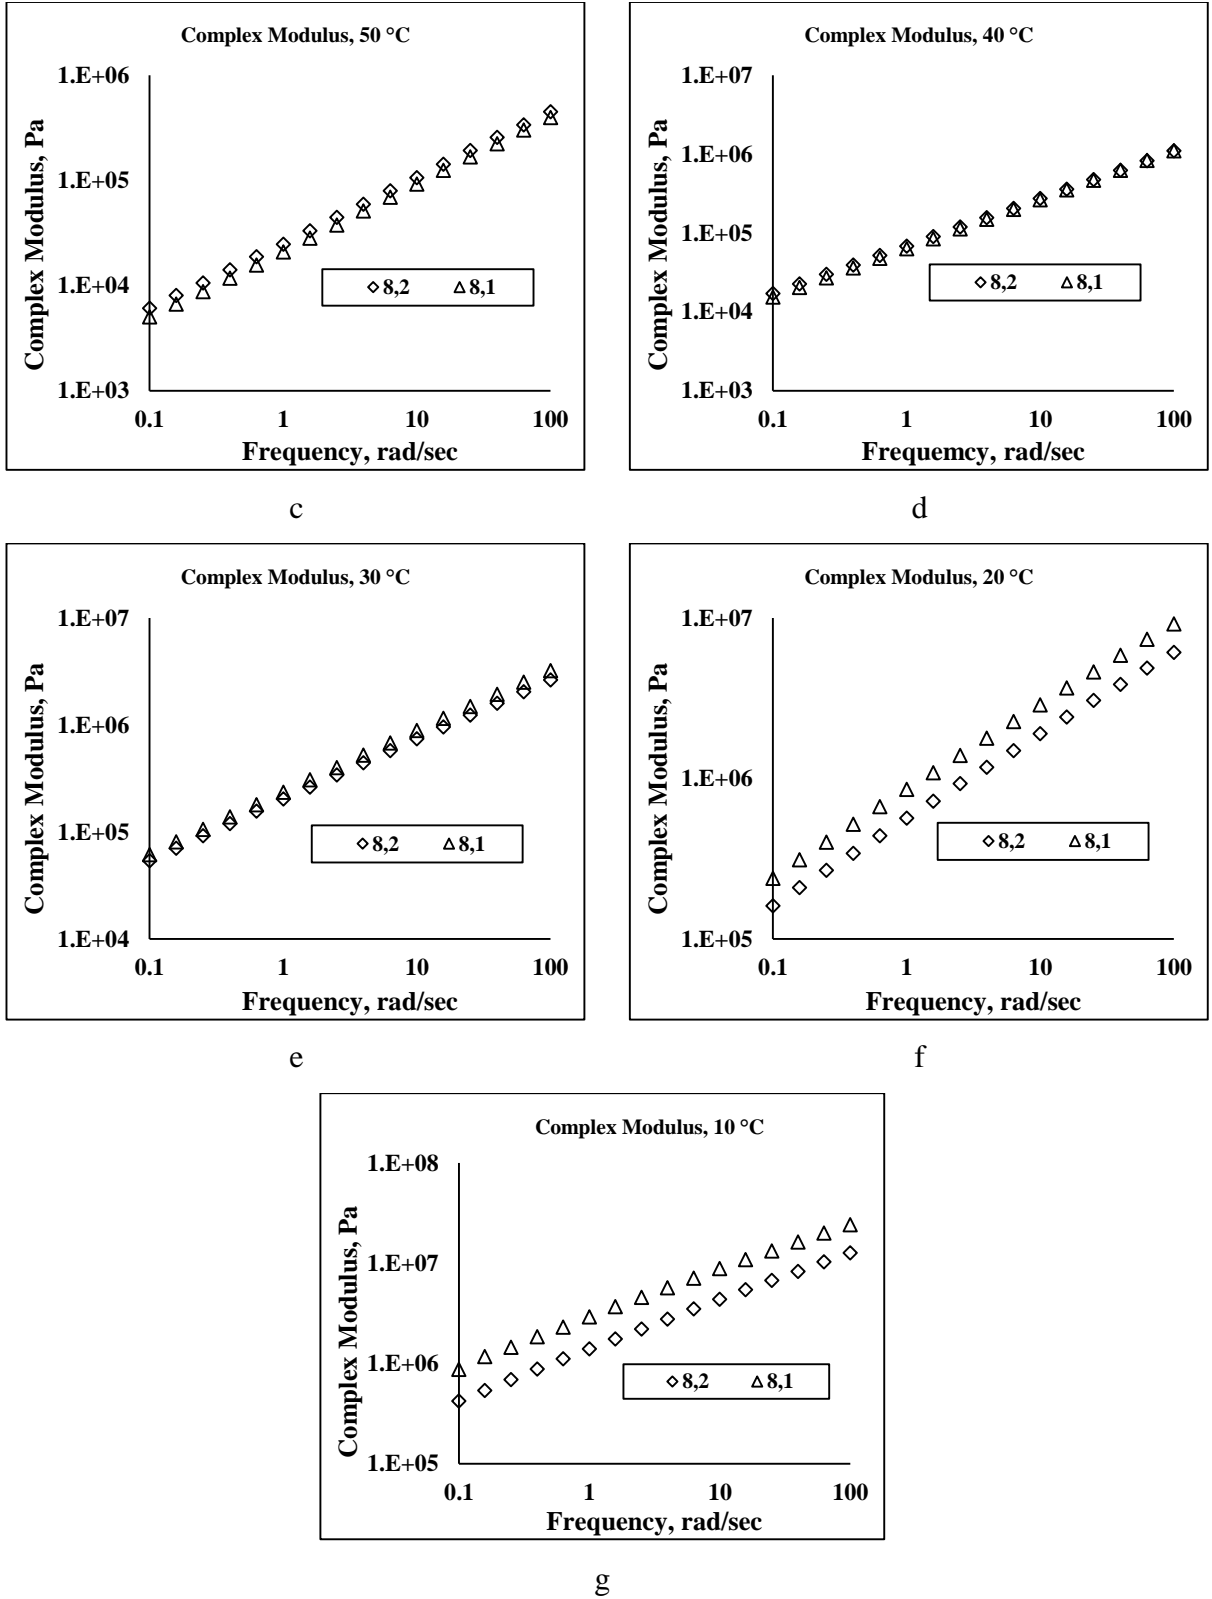 Complex Modulus, 50 °C
Complex Modulus, Pa
1.E+06
1.E+05
1.E+04
1.E+03
8,2 8,1
0.1 1 10 100
Frequency, rad/sec
c
Complex Modulus, 40 °C
Complex Modulus, Pa
1.E+07
1.E+06
1.E+05
1.E+04
1.E+03
8,2 8,1
0.1 1 10 100
Frequemcy, rad/sec
d
Complex Modulus, 30 °C
Complex Modulus, Pa
1.E+07
1.E+06
1.E+05
1.E+04
8,2 8,1
0.1 1 10 100
Frequency, rad/sec
e
Complex Modulus, 20 °C
Complex Modulus, Pa
1.E+07
1.E+06
1.E+05
8,2 8,1
0.1 1 10 100
Frequency, rad/sec
f
Complex Modulus, 10 °C
Complex Modulus, Pa
1.E+08
1.E+07
1.E+06
1.E+05
8,2 8,1
0.1 1 10 100
Frequency, rad/sec
g